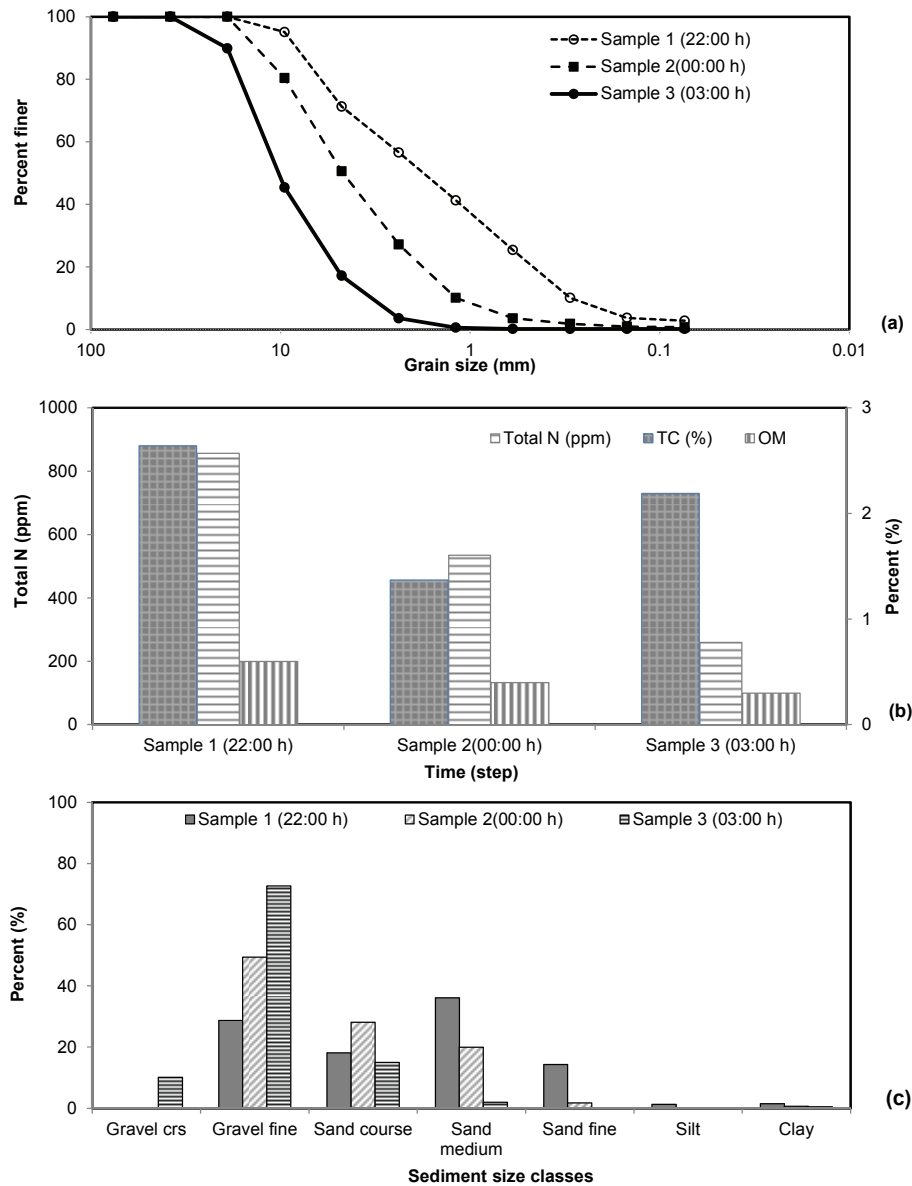 100
80
60
40
20
0
Percent finer
Sample 1 (22:00 h)
Sample 2(00:00 h)
Sample 3 (03:00 h)
100
10
1
0.1
0.01
Grain size (mm)
(a)
1000
800
600
400
200
0
Total N (ppm)
Total N (ppm)
TC (%)
OM
3
2
1
0
Percent (%)
Sample 1 (22:00 h)
Sample 2(00:00 h)
Sample 3 (03:00 h)
Time (step)
(b)
100
80
60
40
20
0
Percent (%)
Sample 1 (22:00 h)
Sample 2(00:00 h)
Sample 3 (03:00 h)
Gravel crs
Gravel fine
Sand course
Sand
medium
Sand fine
Silt
Clay
Sediment size classes
(c)